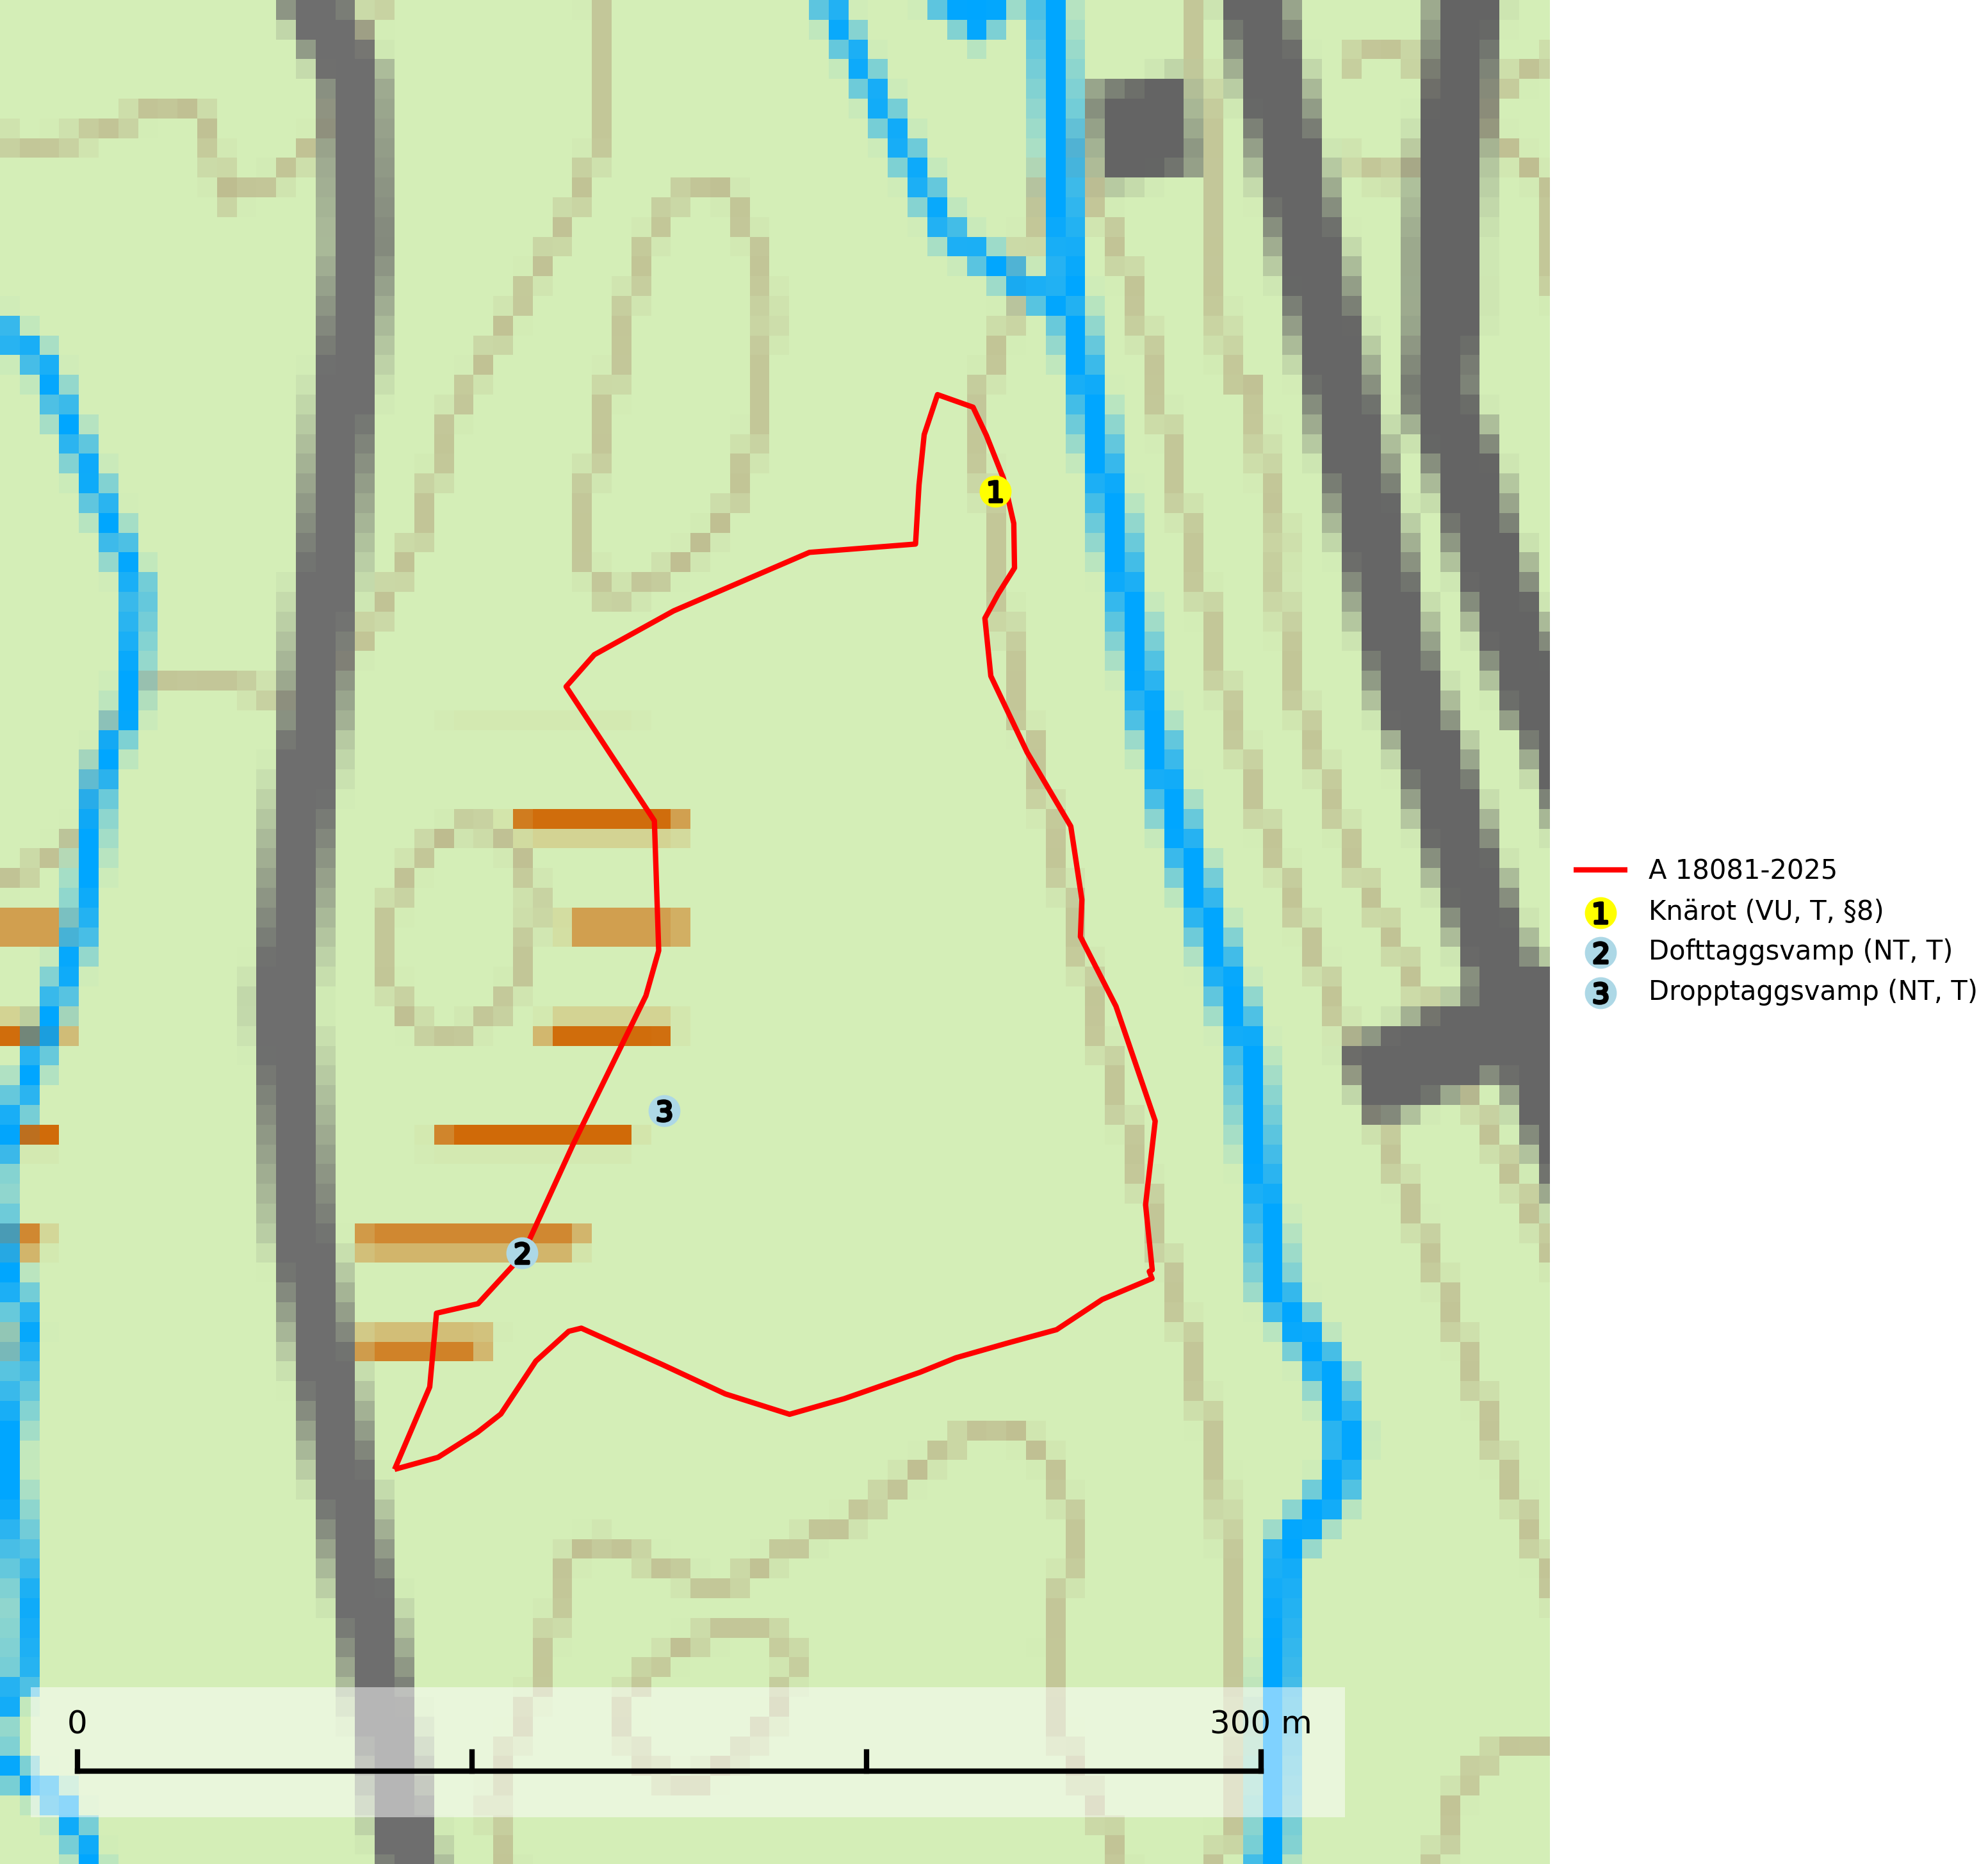 1
3
2
A 18081-2025
1 Knärot (VU, T, §8)
2 Dofttaggsvamp (NT, T)
3 Dropptaggsvamp (NT, T)
0 300 m